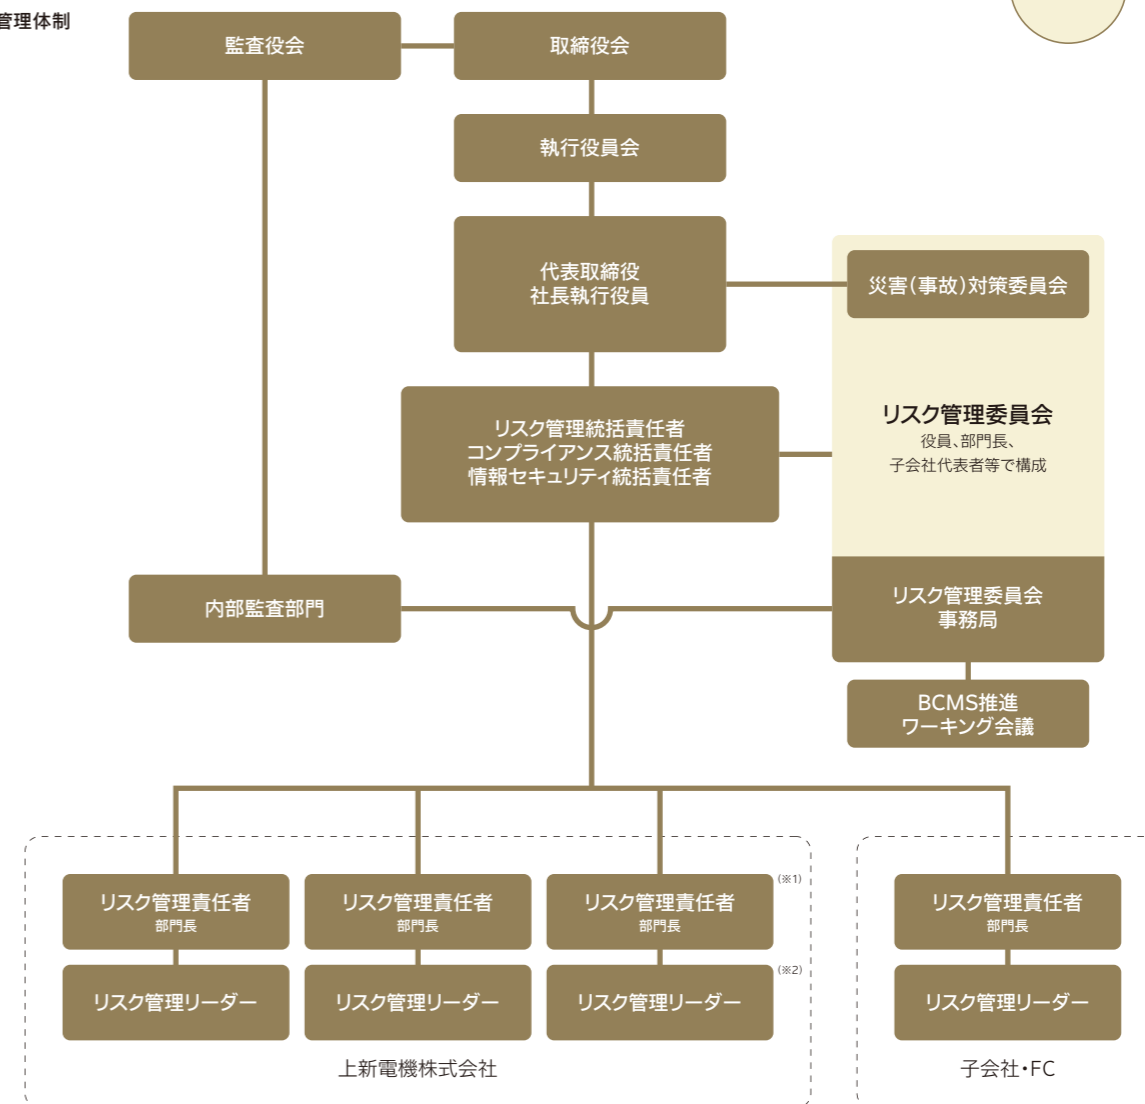 管理体制
監査役会
取締役会
執行役員会
代表取締役
社長執行役員
災害(事故)対策委員会
リスク管理委員会
役員、部門長、
子会社代表者等で構成
リスク管理統括責任者
コンプライアンス統括責任者
情報セキュリティ統括責任者
内部監査部門
リスク管理委員会
事務局
BCMS推進
ワーキング会議
リスク管理責任者
部門長
リスク管理責任者
部門長
リスク管理責任者
部門長
(※1)
リスク管理責任者
部門長
リスク管理リーダー
リスク管理リーダー
リスク管理リーダー
(※2)
リスク管理リーダー
上新電機株式会社
子会社・FC